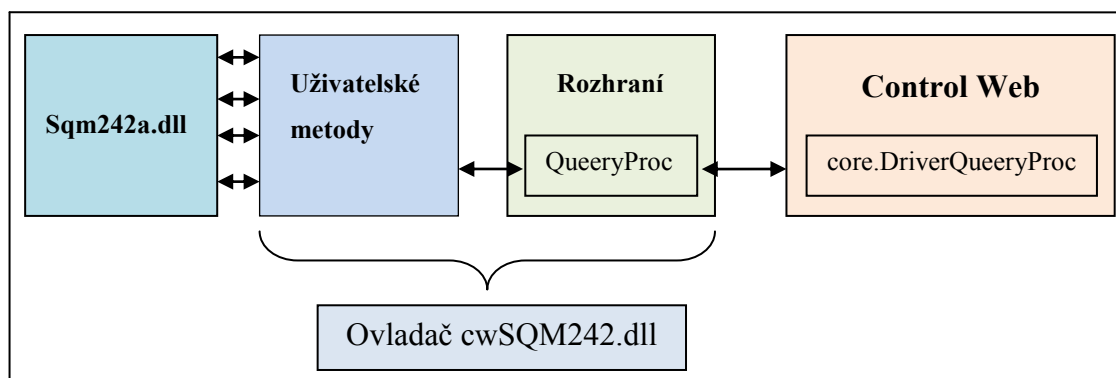 Sqm242a.dll
Uživatelské
metody
Rozhraní
QueeryProc
Control Web
core.DriverQueeryProc
Ovladač cwSQM242.dll